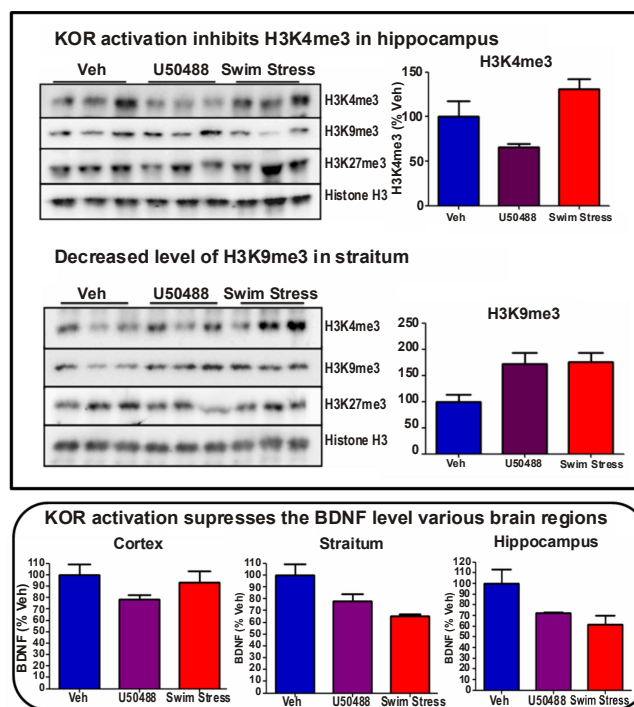 KOR activation inhibits H3K4me3 in hippocampus
Veh U50488 Swim Stress
H3K4me3
H3K9me3
H3K27me3
Histone H3
H3K4me3
H3K4me3 (% Veh)
150
100
50
0
Veh U50488 Swim Stress
Decreased level of H3K9me3 in straitum
Veh U50488 Swim Stress
H3K4me3
H3K9me3
H3K27me3
Histone H3
H3K9me3
250
200
150
100
50
0
Veh U50488 Swim Stress
KOR activation supresses the BDNF level various brain regions
Cortex
BDNF (% Veh)
110
100
90
80
70
60
50
40
30
20
10
0
Veh U50488 Swim Stress
Straitum
BDNF (% Veh)
110
100
90
80
70
60
50
40
30
20
10
0
Veh U50488 Swim Stress
Hippocampus
BDNF (% Veh)
120
110
100
90
80
70
60
50
40
30
20
10
0
Veh U50488 Swim Stress